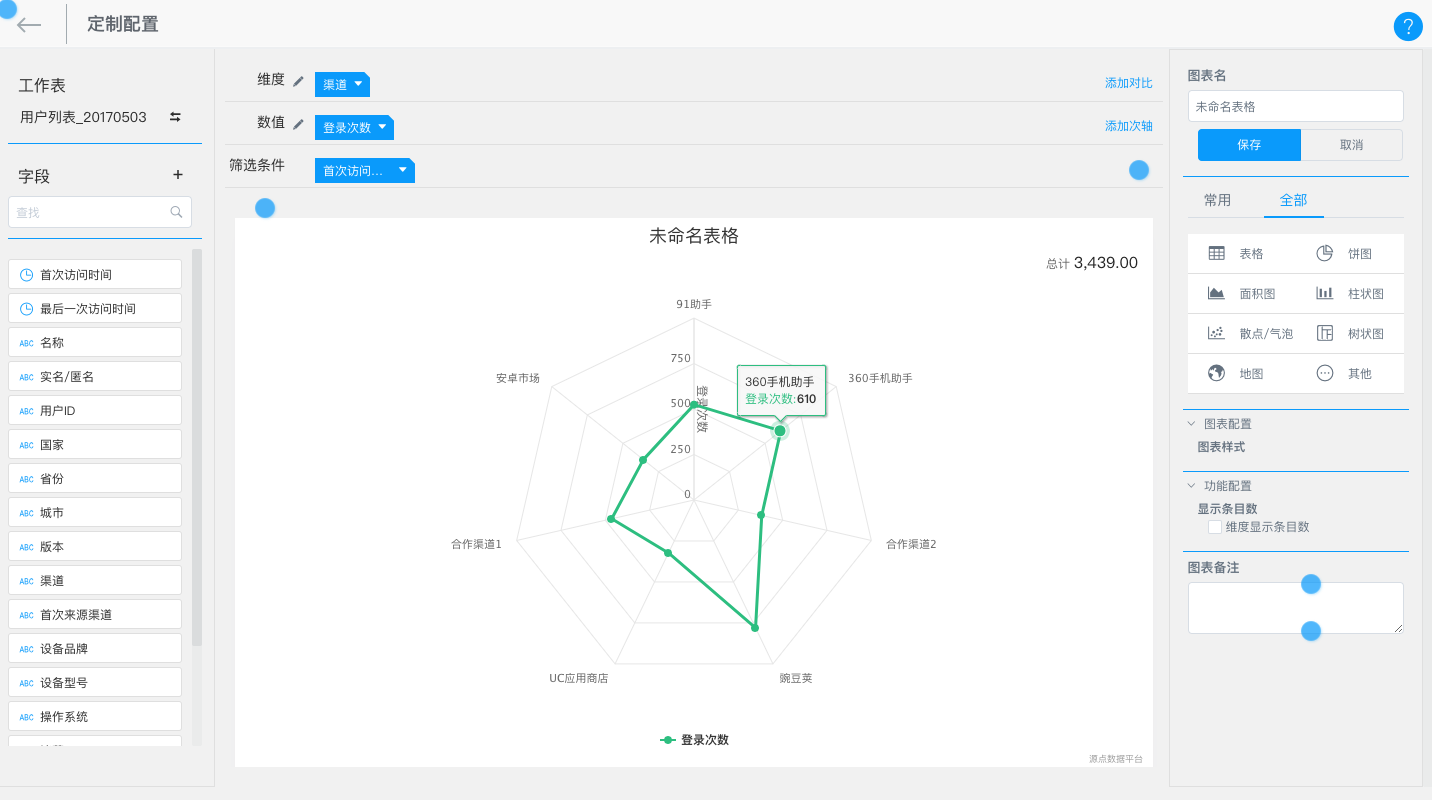 定制配置
?
工作表
用户列表_20170503
字段
+
查找
首次访问时间
最后一次访问时间
ABC 名称
ABC 实名/匿名
ABC 用户ID
ABC 国家
ABC 省份
ABC 城市
ABC 版本
ABC 渠道
ABC 首次来源渠道
ABC 设备品牌
ABC 设备型号
ABC 操作系统
维度
渠道
添加对比
数值
登录次数
添加次轴
筛选条件
首次访问...
未命名表格
总计 3,439.00
91助手
360手机助手
合作渠道2
豌豆荚
UC应用商店
合作渠道1
安卓市场
750
500
250
0
登录次数
360手机助手
登录次数:610
登录次数
源点数据平台
图表名
未命名表格
保存
取消
常用
全部
表格
饼图
面积图
柱状图
散点/气泡
树状图
地图
其他
图表配置
图表样式
功能配置
显示条目数
维度显示条目数
图表备注